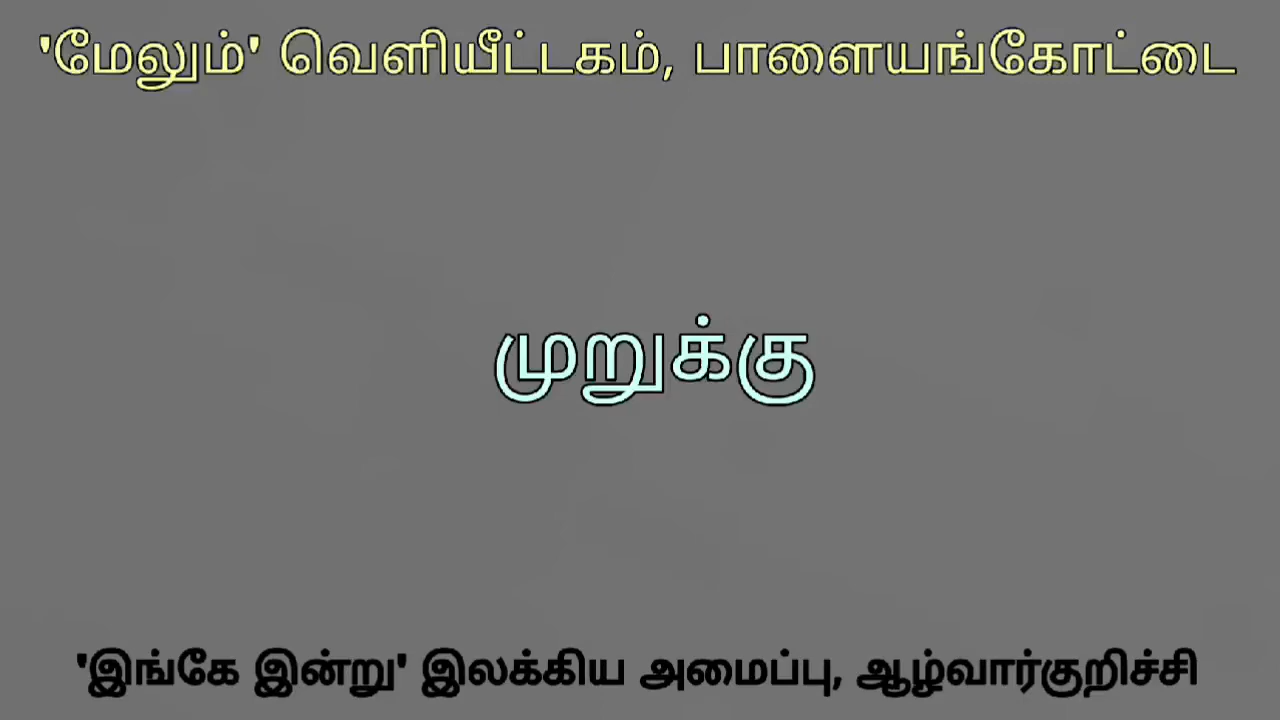 'மேலும்' வெளியீட்டகம், பாளையங்கோட்டை
முறுக்கு
'இங்கே இன்று' இலக்கிய அமைப்பு, ஆழ்வார்குறிச்சி